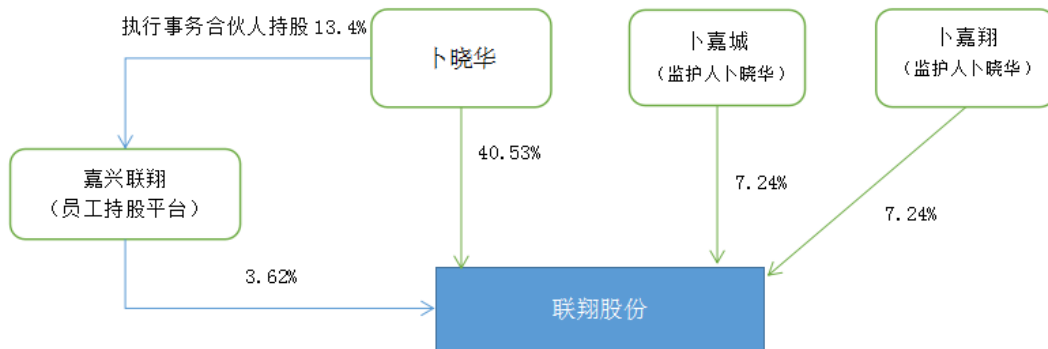 执行事务合伙人持股 13.4%
卜晓华
卜嘉城
（监护人卜晓华）
卜嘉翔
（监护人卜晓华）
40.53%
7.24%
7.24%
嘉兴联翔
（员工持股平台）
3.62%
联翔股份